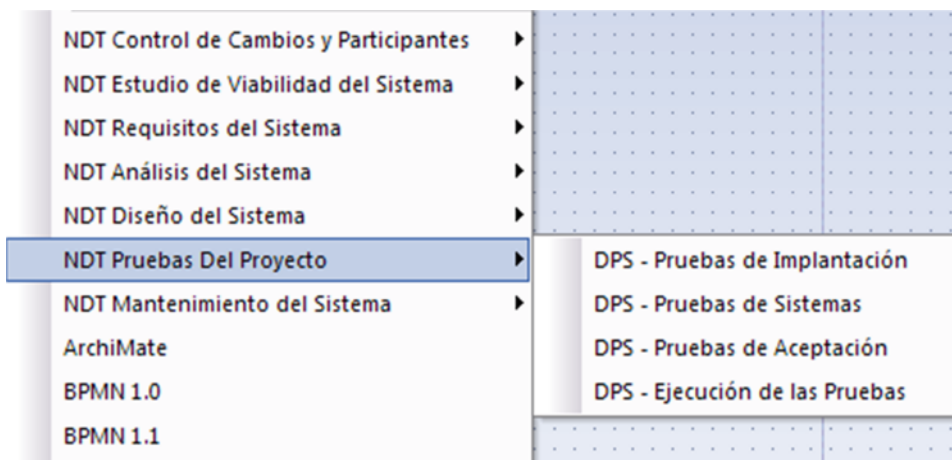 NDT Control de Cambios y Participantes
NDT Estudio de Viabilidad del Sistema
NDT Requisitos del Sistema
NDT Análisis del Sistema
NDT Diseño del Sistema
NDT Pruebas Del Proyecto
NDT Mantenimiento del Sistema
ArchiMate
BPMN 1.0
BPMN 1.1
DPS - Pruebas de Implantación
DPS - Pruebas de Sistemas
DPS - Pruebas de Aceptación
DPS - Ejecución de las Pruebas